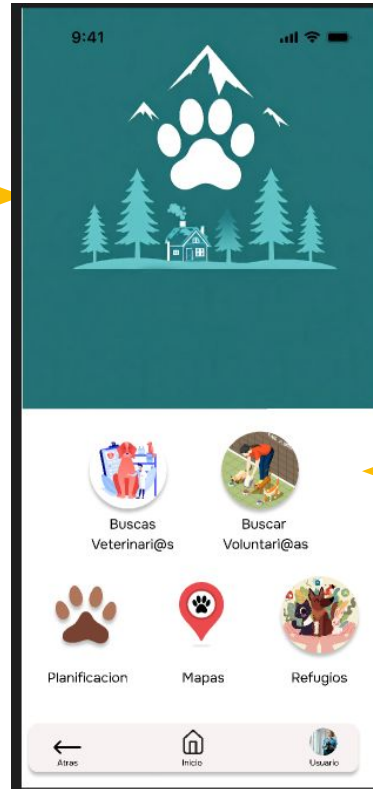 9:41
Buscas
Veterinari@s
Buscar
Voluntari@as
Planificacion
Mapas
Refugios
Atras
Inicio
Usuario